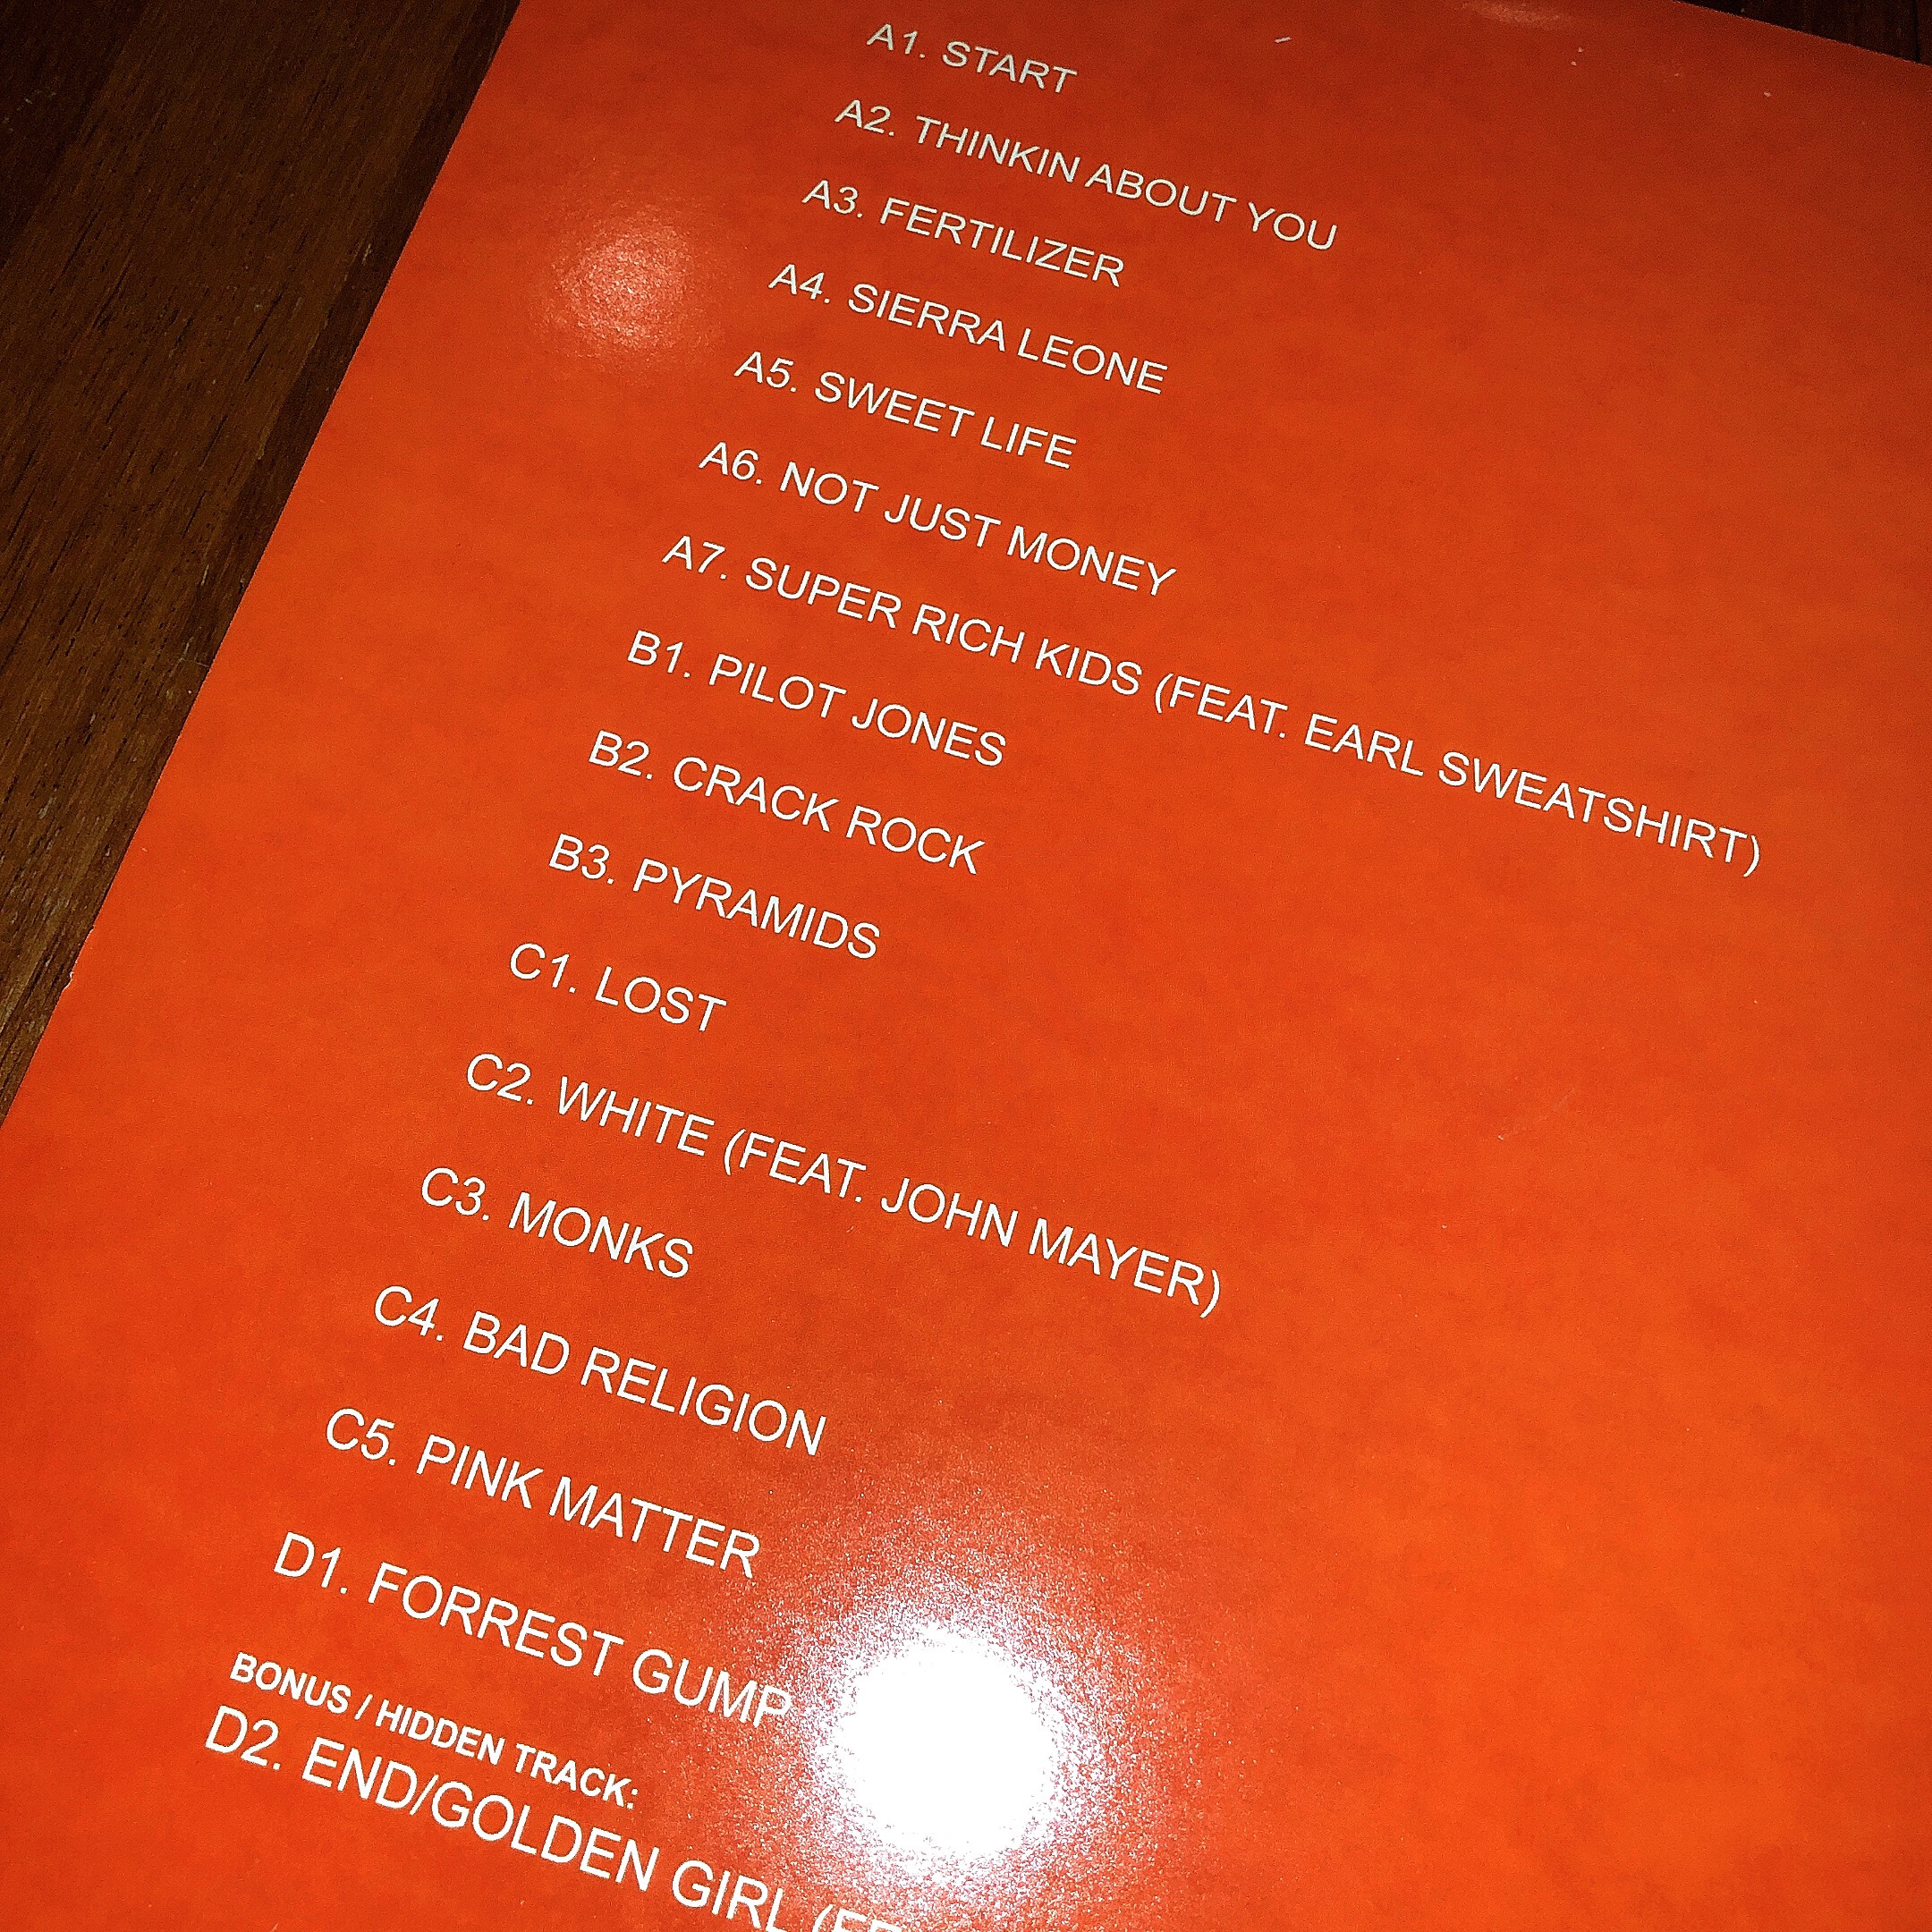 A1. START
A2. THINKIN ABOUT YOU
A3. FERTILIZER
A4. SIERRA LEONE
A5. SWEET LIFE
A6. NOT JUST MONEY
A7. SUPER RICH KIDS (FEAT. EARL SWEATSHIRT)
B1. PILOT JONES
B2. CRACK ROCK
B3. PYRAMIDS
C1. LOST
C2. WHITE (FEAT. JOHN MAYER)
C3. MONKS
C4. BAD RELIGION
C5. PINK MATTER
D1. FORREST GUMP
BONUS / HIDDEN TRACK:
D2. END/GOLDEN GIRL